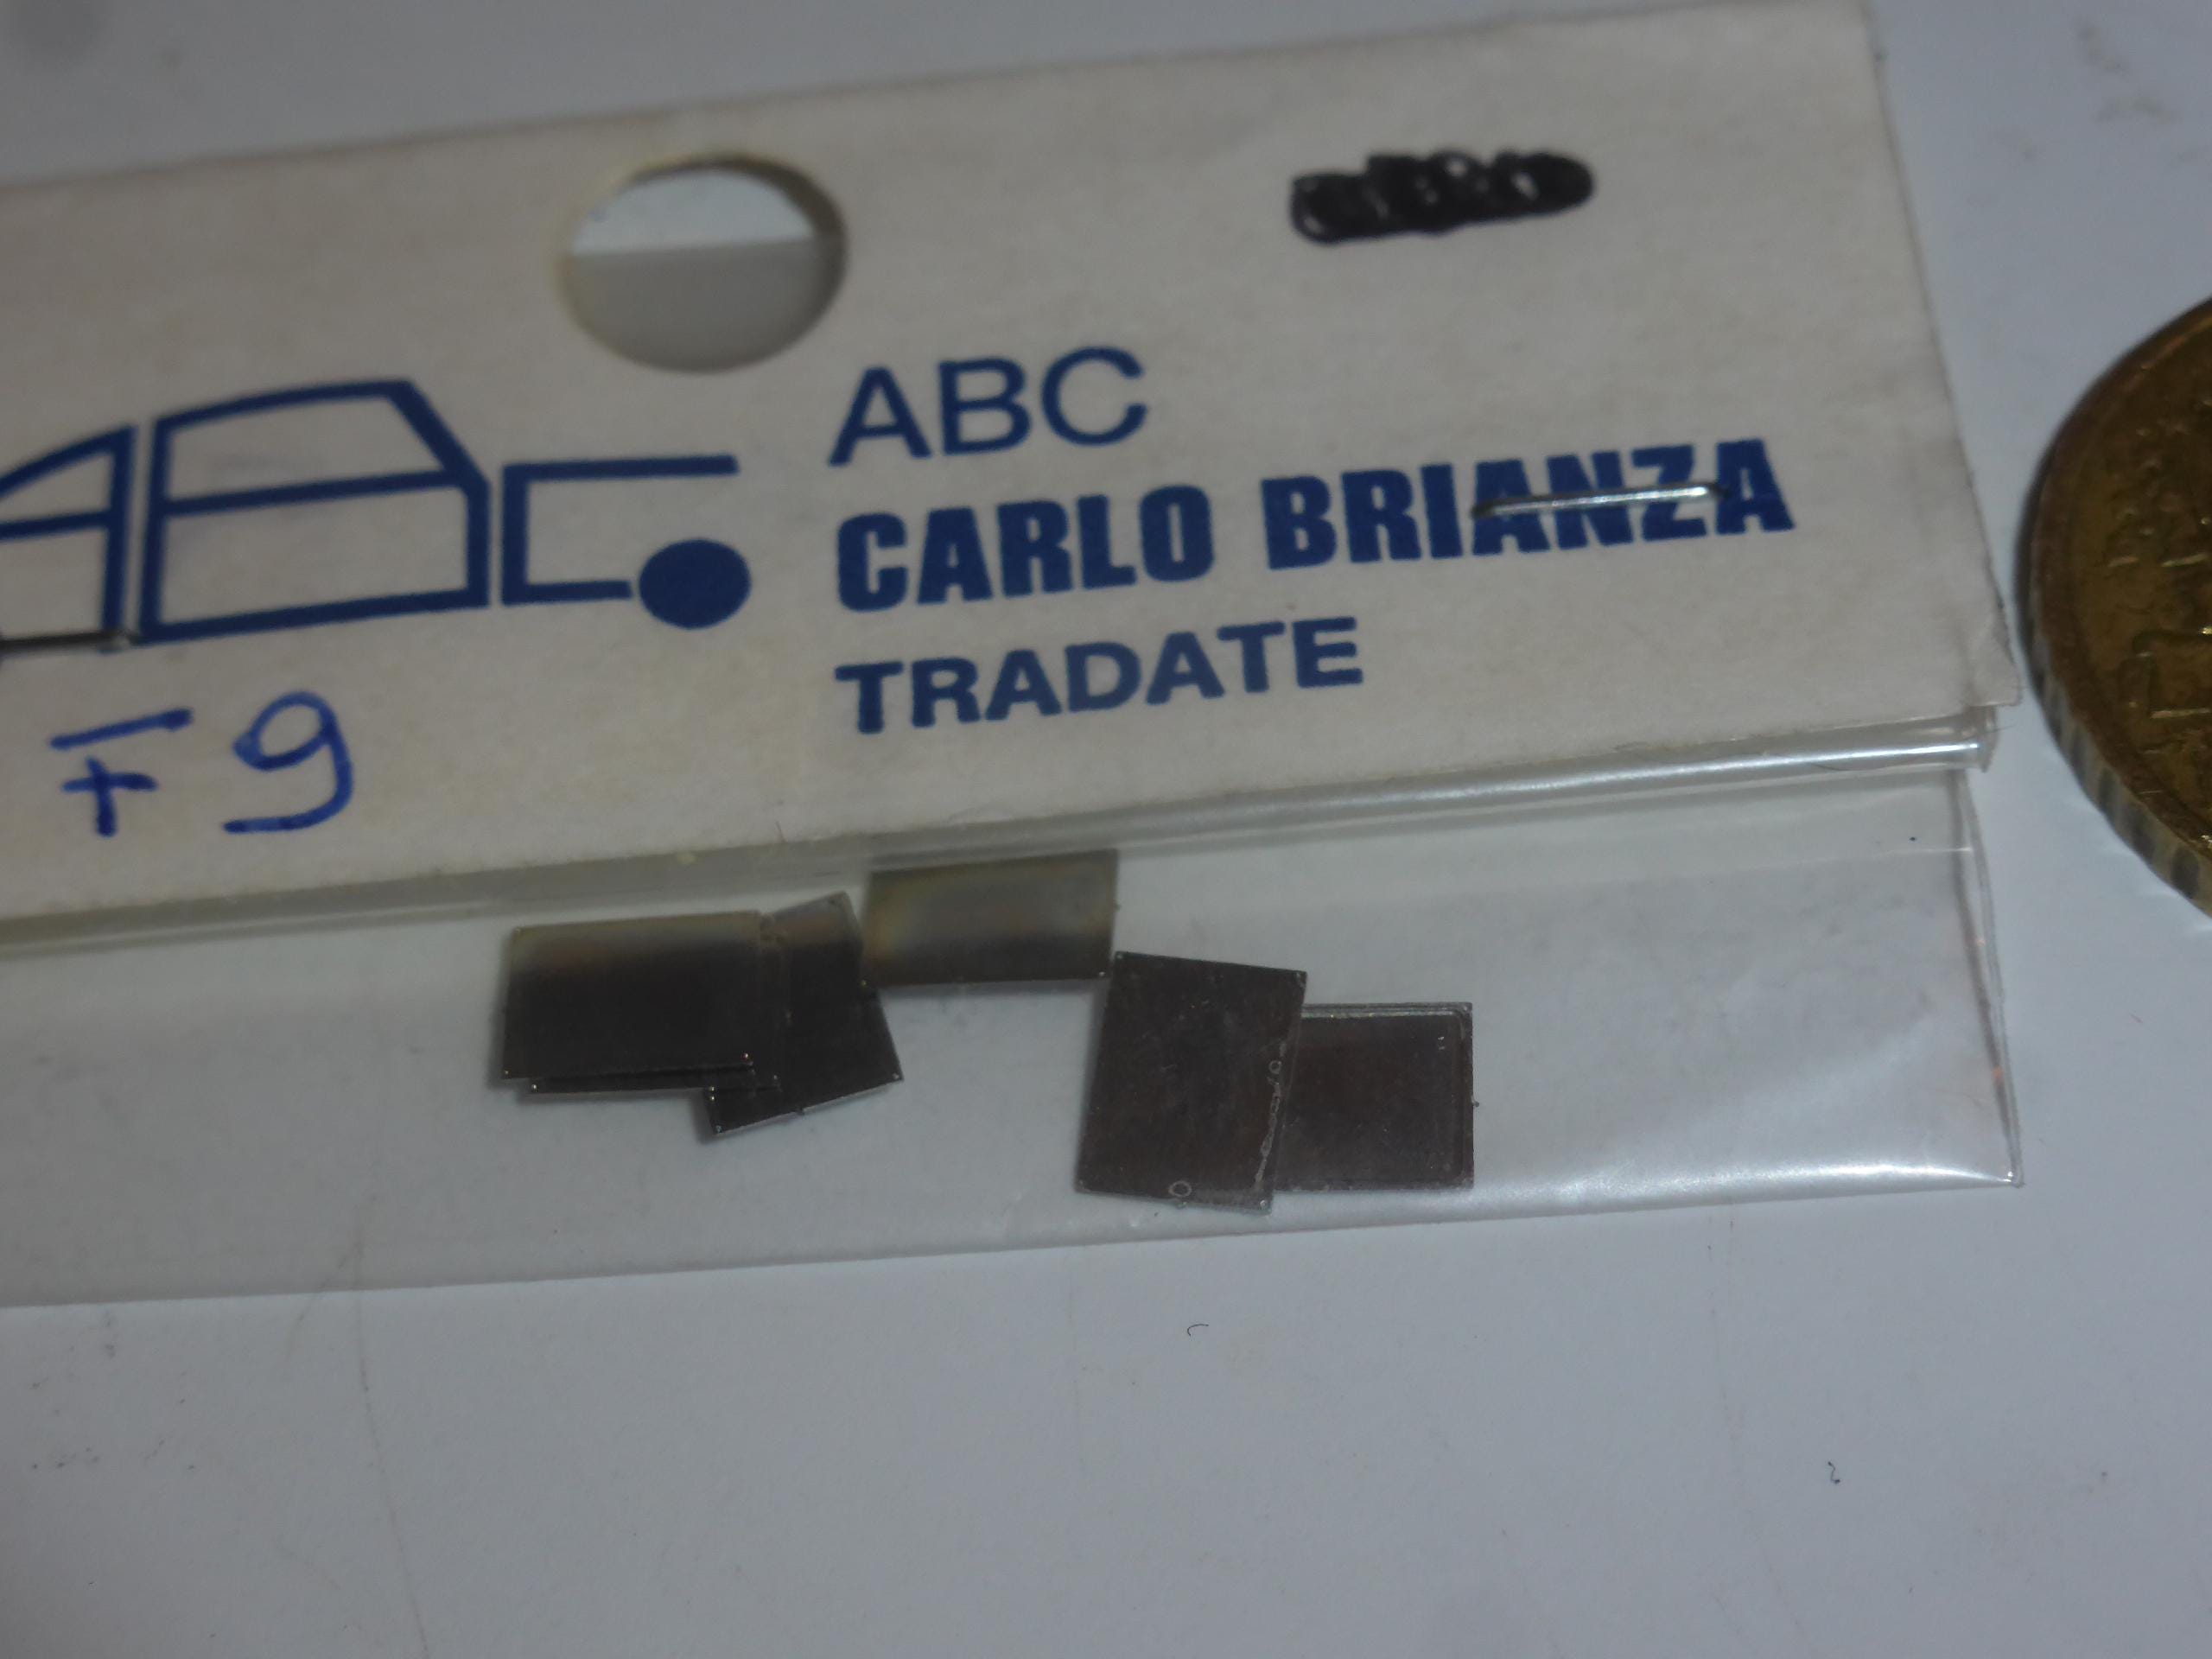 ABC
CARLO BRIANZA
TRADATE
F9